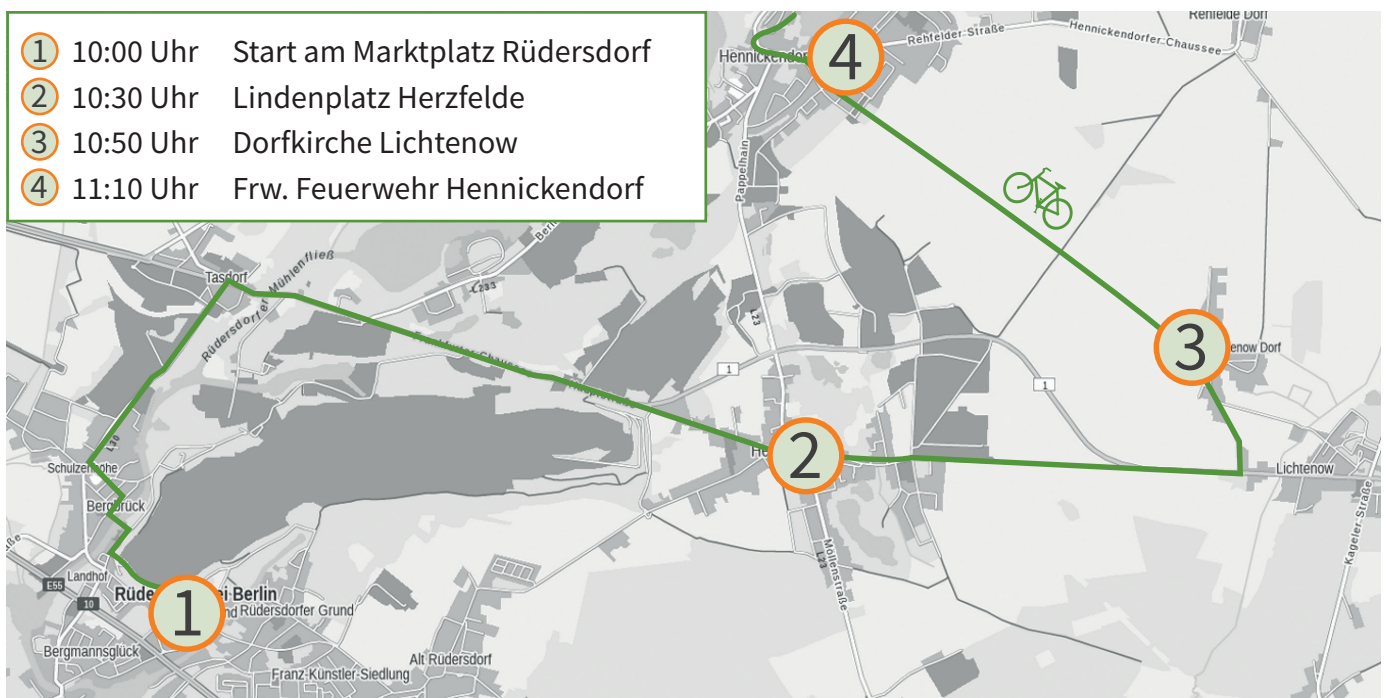 1 10:00 Uhr Start am Marktplatz Rüdersdorf
2 10:30 Uhr Lindenplatz Herzfelde
3 10:50 Uhr Dorfkirche Lichtenow
4 11:10 Uhr Frw. Feuerwehr Hennickendorf
Rehfelde Dorf
Hennickendorfer Chaussee
Rehfelder Straße
4
Pappelhain
Tasdorf
Rüdersdorfer Mühlenfließ
L233
L23
Frankfurter Chaussee
Hauptstraße
1
1
3
2
L30
Schulzenhöhe
Bergbrück
Lichtenow
Kageler Straße
Möllenstraße
L23
Landhof
E55
10
1
Rüdersdorfer Grund
Bergmannsglück
Alt Rüdersdorf
Franz-Künstler-Siedlung